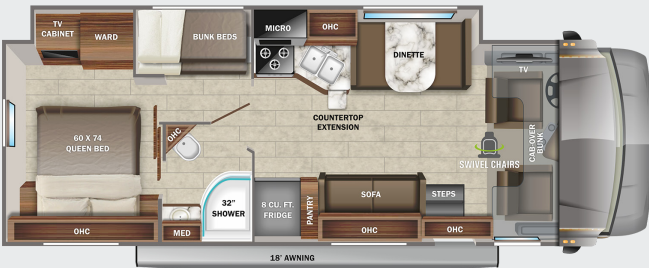 TV
CABINET
WARD
BUNK BEDS
MICRO
OHC
DINETTE
TV
60 X 74
QUEEN BED
OHC
COUNTERTOP
EXTENSION
SWIVEL CHAIRS
CAB OVER
BUNK
32"
SHOWER
8 CU. FT.
FRIDGE
PANTRY
SOFA
STEPS
OHC
MED
OHC
OHC
18' AWNING